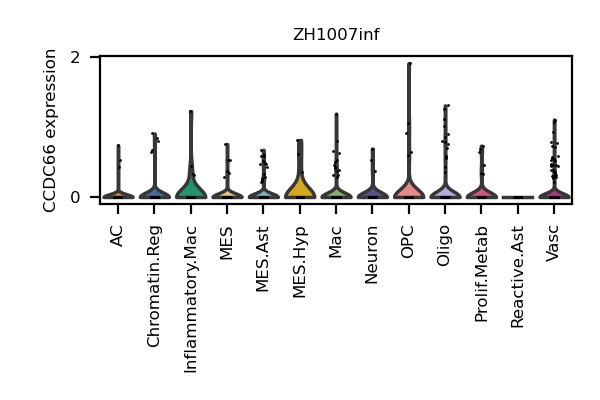 ZH1007inf
CCDC66 expression
2
0
AC
Chromatin.Reg
Inflammatory.Mac
MES
MES.Ast
MES.Hyp
Mac
Neuron
OPC
Oligo
Prolif.Metab
Reactive.Ast
Vasc